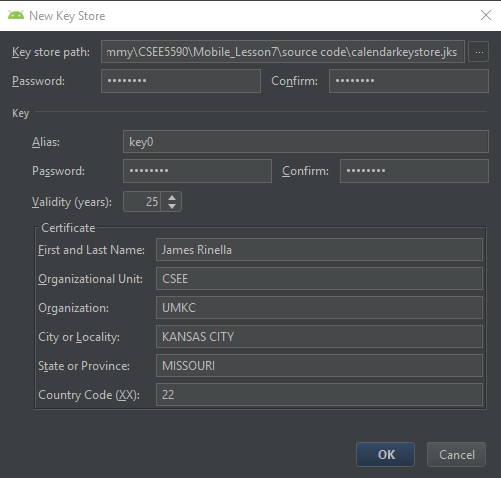 New Key Store
Key store path: mmy\CSEE5590\Mobile_Lesson7\source code\calendarkeystore.jks ...
Password: •••••••• Confirm: ••••••••
Key
Alias: key0
Password: •••••••• Confirm: ••••••••
Validity (years): 25
Certificate
First and Last Name: James Rinella
Organizational Unit: CSEE
Organization: UMKC
City or Locality: KANSAS CITY
State or Province: MISSOURI
Country Code (XX): 22
OK Cancel